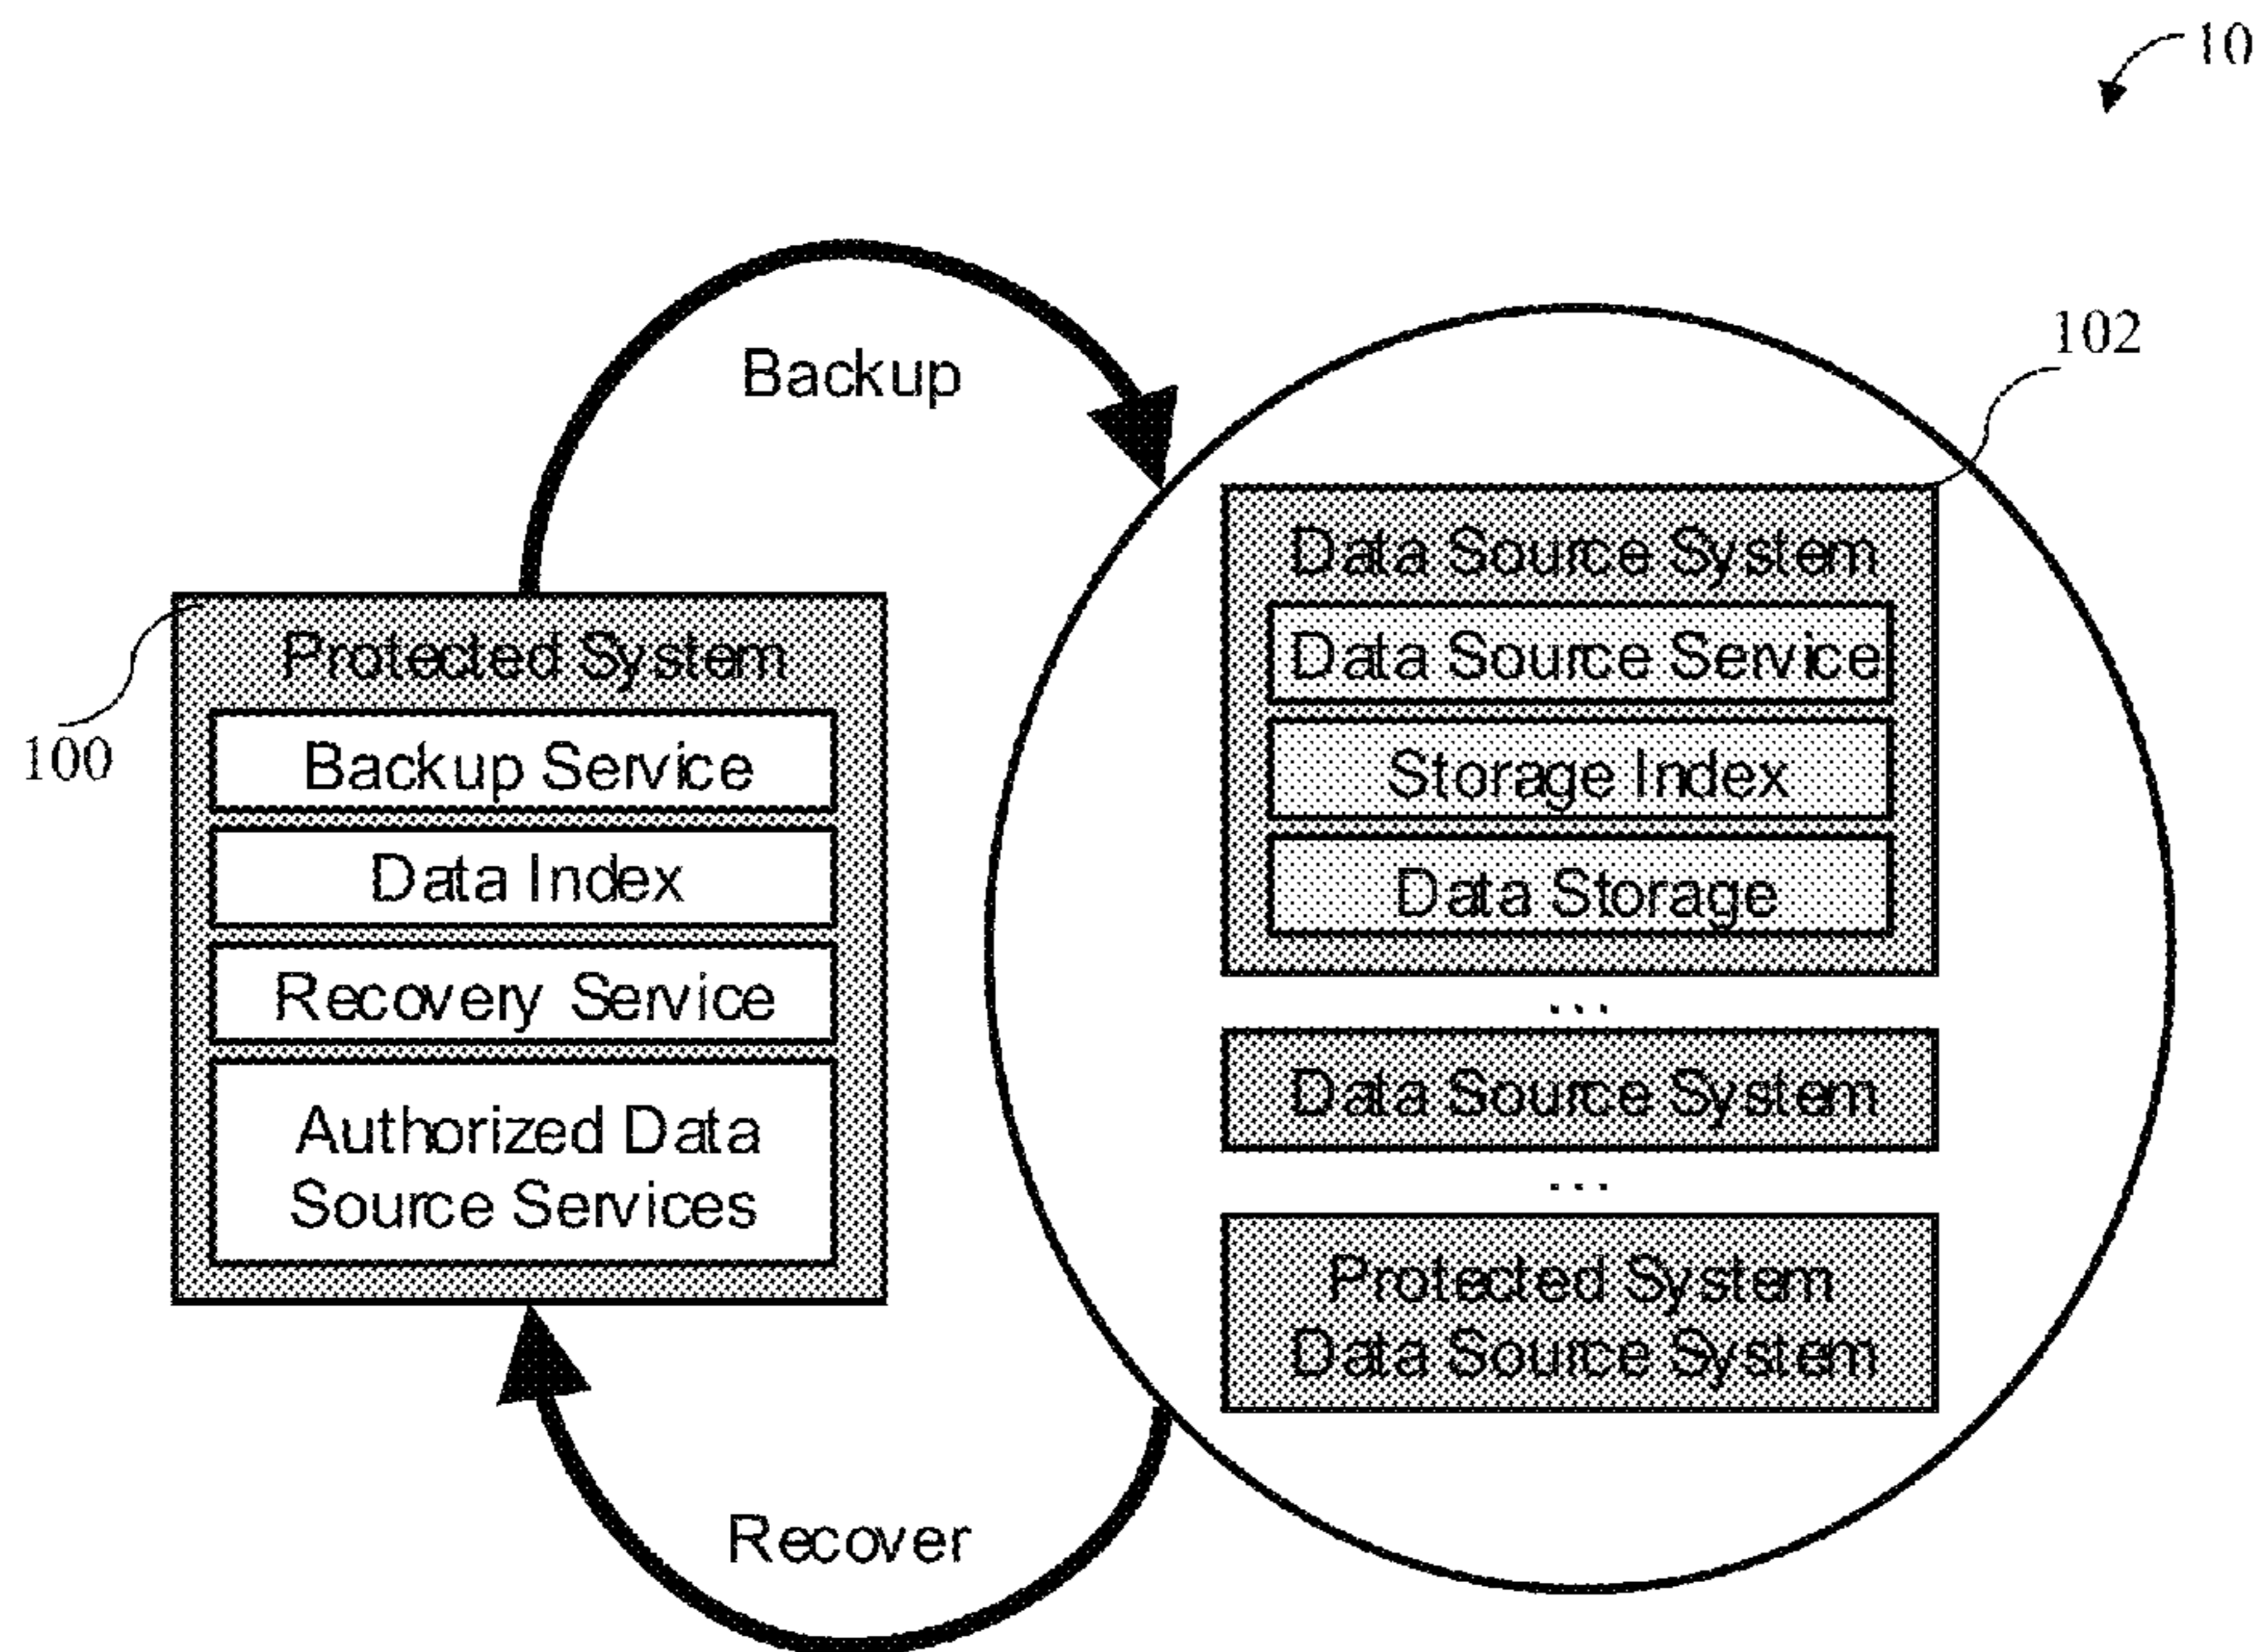 10
Backup
102
Data Source System
Data Source Service
Storage Index
Data Storage
...
Data Source System
...
Protected System
Data Source System
100
Protected System
Backup Service
Data Index
Recovery Service
Authorized Data
Source Services
Recover